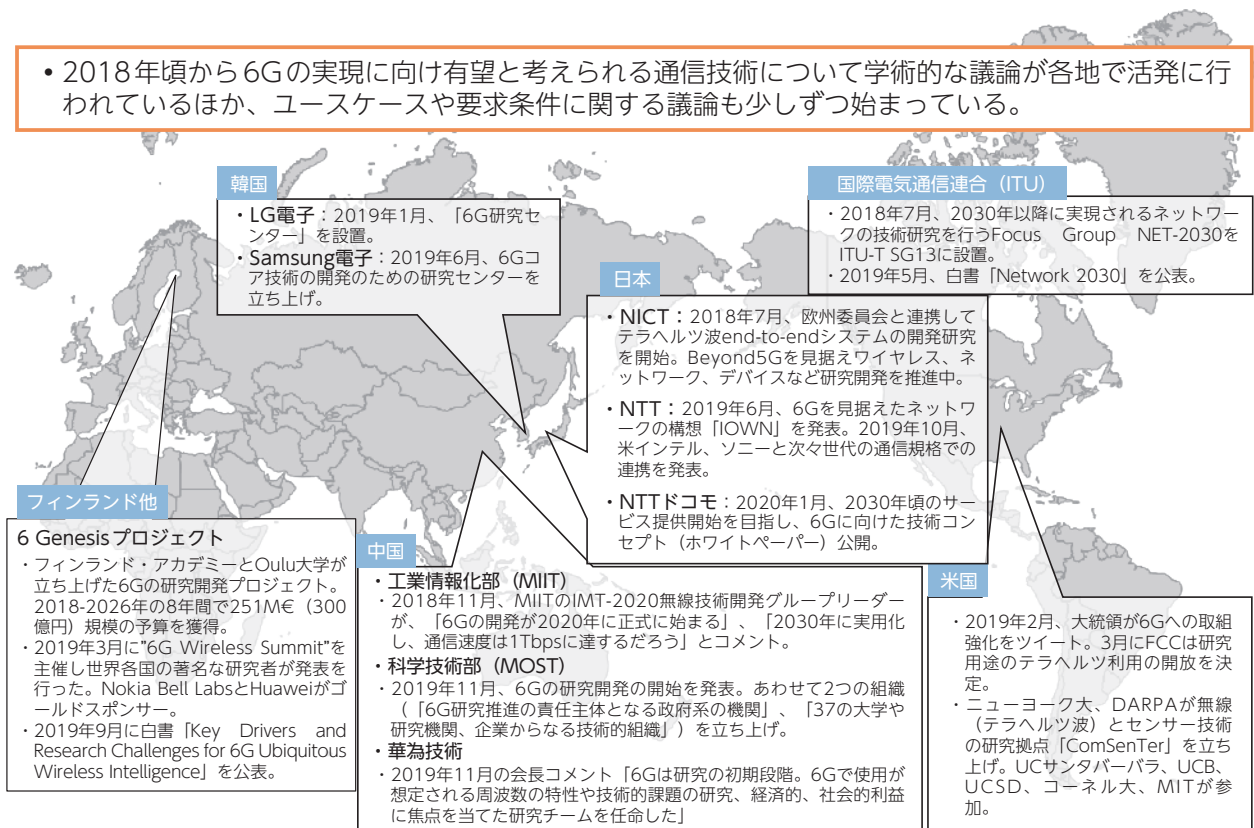 ・2018年頃から6Gの実現に向け有望と考えられる通信技術について学術的な議論が各地で活発に行
われているほか、ユースケースや要求条件に関する議論も少しずつ始まっている。
韓国
・LG電子：2019年1月、「6G研究セ
ンター」を設置。
・Samsung電子：2019年6月、6Gコ
ア技術の開発のための研究センターを
立ち上げ。
国際電気通信連合（ITU）
・2018年7月、2030年以降に実現されるネットワー
クの技術研究を行うFocus Group NET-2030を
ITU-T SG13に設置。
・2019年5月、白書「Network 2030」を公表。
日本
・NICT：2018年7月、欧州委員会と連携して
テラヘルツ波end-to-endシステムの開発研究
を開始。Beyond5Gを見据えワイヤレス、ネ
ットワーク、デバイスなど研究開発を推進中。
・NTT：2019年6月、6Gを見据えたネットワ
ークの構想「IOWN」を発表。2019年10月、
米インテル、ソニーと次々世代の通信規格での
連携を発表。
・NTTドコモ：2020年1月、2030年頃のサー
ビス提供開始を目指し、6Gに向けた技術コン
セプト（ホワイトペーパー）公開。
フィンランド他
6 Genesisプロジェクト
・フィンランド・アカデミーとOulu大学が
立ち上げた6Gの研究開発プロジェクト。
2018-2026年の8年間で251M€（300
億円）規模の予算を獲得。
・2019年3月に"6G Wireless Summit"を
主催し世界各国の著名な研究者が発表を
行った。Nokia Bell LabsとHuaweiがゴ
ールドスポンサー。
・2019年9月に白書「Key Drivers and
Research Challenges for 6G Ubiquitous
Wireless Intelligence」を公表。
中国
・工業情報化部（MIIT）
・2018年11月、MIITのIMT-2020無線技術開発グループリーダー
が、「6Gの開発が2020年に正式に始まる」、「2030年に実用化
し、通信速度は1Tbpsに達するだろう」とコメント。
・科学技術部（MOST）
・2019年11月、6Gの研究開発の開始を発表。あわせて2つの組織
（「6G研究推進の責任主体となる政府系の機関」、「37の大学や
研究機関、企業からなる技術的組織」）を立ち上げ。
・華為技術
・2019年11月の会長コメント「6Gは研究の初期段階。6Gで使用が
想定される周波数の特性や技術的課題の研究、経済的、社会的利益
に焦点を当てた研究チームを任命した」
米国
・2019年2月、大統領が6Gへの取組
強化をツイート。3月にFCCは研究
用途のテラヘルツ利用の開放を決
定。
・ニューヨーク大、DARPAが無線
（テラヘルツ波）とセンサー技術
の研究拠点「ComSenTer」を立ち
上げ。UCサンタバーバラ、UCB、
UCSD、コーネル大、MITが参
加。